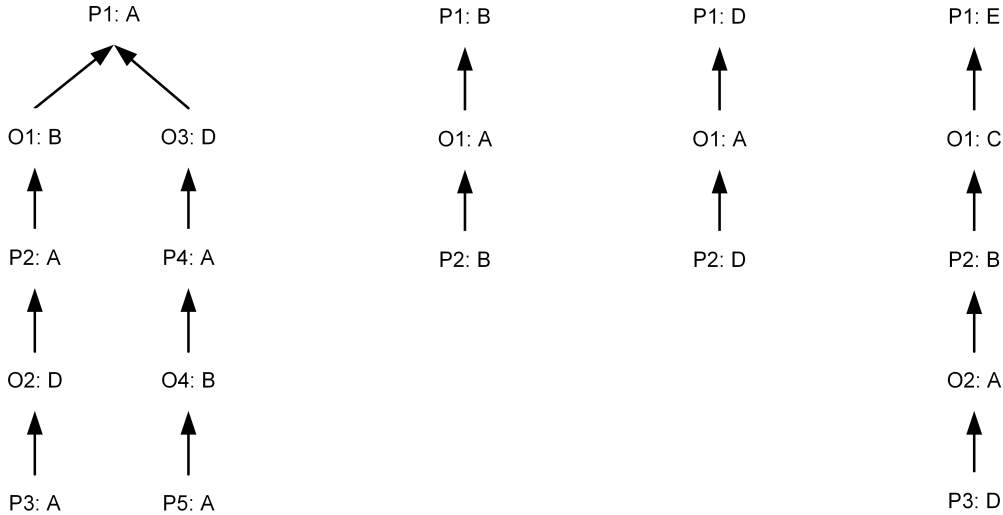 P1: A
P1: B
P1: D
P1: E
O1: B
O3: D
O1: A
O1: A
O1: C
P2: A
P4: A
P2: B
P2: D
P2: B
O2: D
O4: B
O2: A
P3: A
P5: A
P3: D